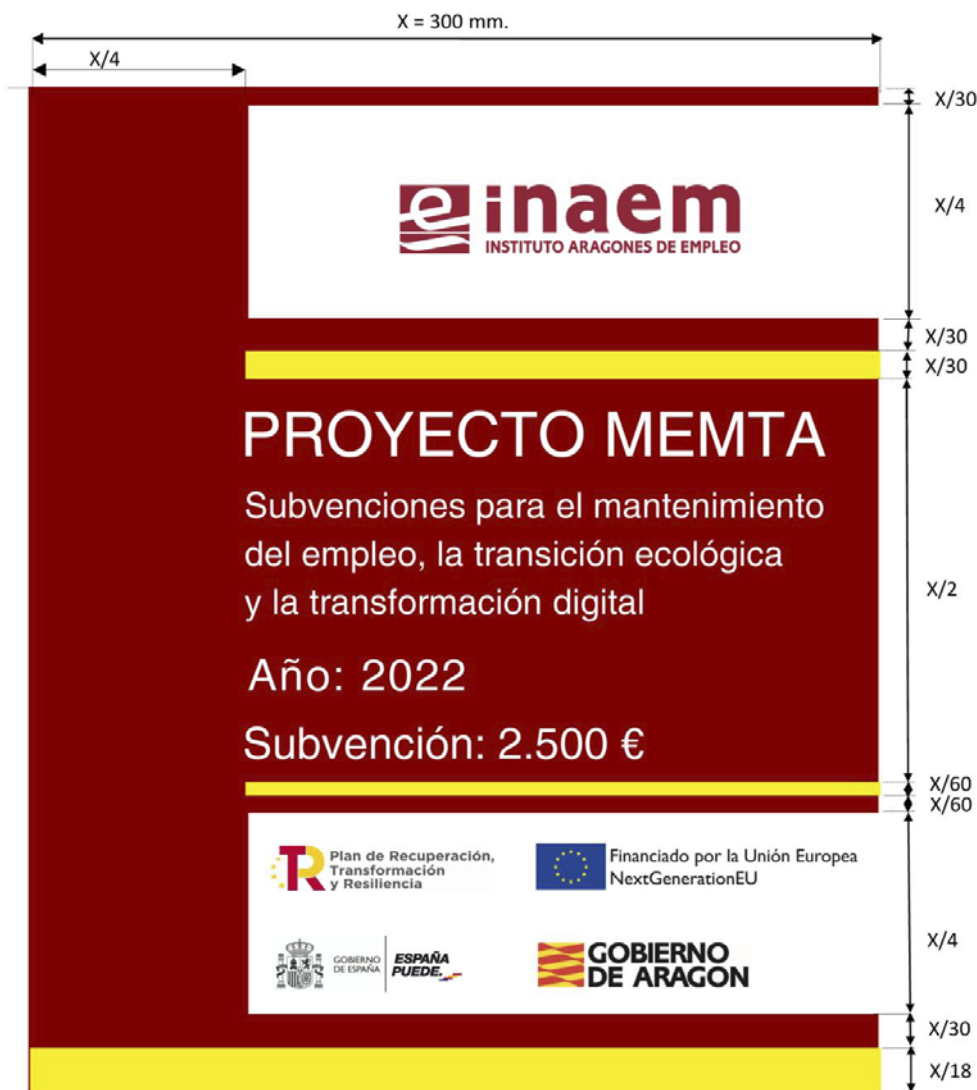 X = 300 mm.
X/4
X/30
X/4
e inaem
INSTITUTO ARAGONES DE EMPLEO
X/30
X/30
PROYECTO MEMTA
Subvenciones para el mantenimiento
del empleo, la transición ecológica
y la transformación digital
X/2
Año: 2022
Subvención: 2.500 €
X/60
X/60
Plan de Recuperación,
Transformación
y Resiliencia
Financiado por la Unión Europea
NextGenerationEU
X/4
GOBIERNO
DE ESPAÑA
ESPAÑA
PUEDE.
GOBIERNO
DE ARAGON
X/30
X/18